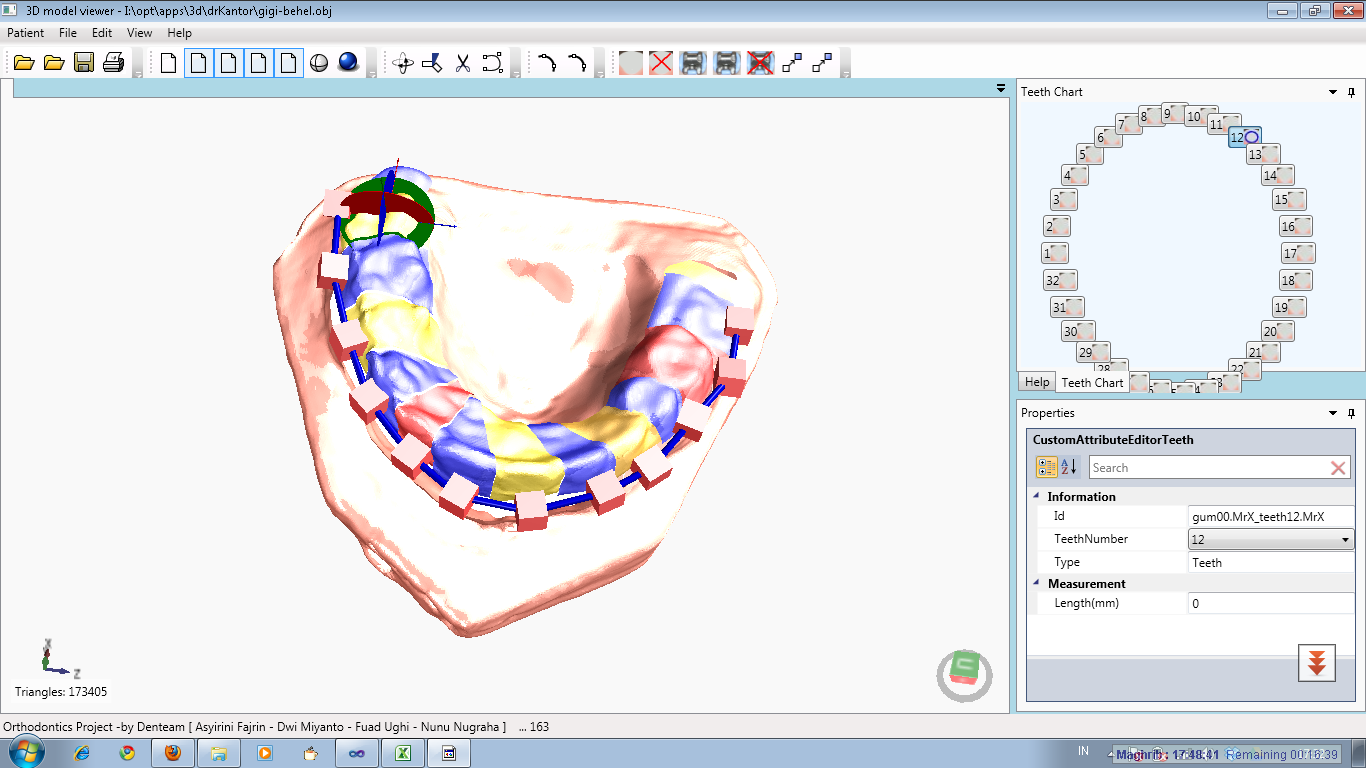 3D model viewer - I:\opt\apps\3d\drKantor\gigi-behel.obj
Patient File Edit View Help
Teeth Chart
9
8 10
7 11
6 12
5 13
4 14
3 15
2 16
1 17
32 18
31 19
30 20
29 21
28 22
Help Teeth Chart
Properties
CustomAttributeEditorTeeth
Search
Information
Id gum00.MrX_teeth12.MrX
TeethNumber 12
Type Teeth
Measurement
Length(mm) 0
X
Z
Triangles: 173405
Orthodontics Project -by Denteam [ Asyirini Fajrin - Dwi Miyanto - Fuad Ughi - Nunu Nugraha ] ... 163
IN
Maghrib: 17:48:41 Remaining 00:16:39